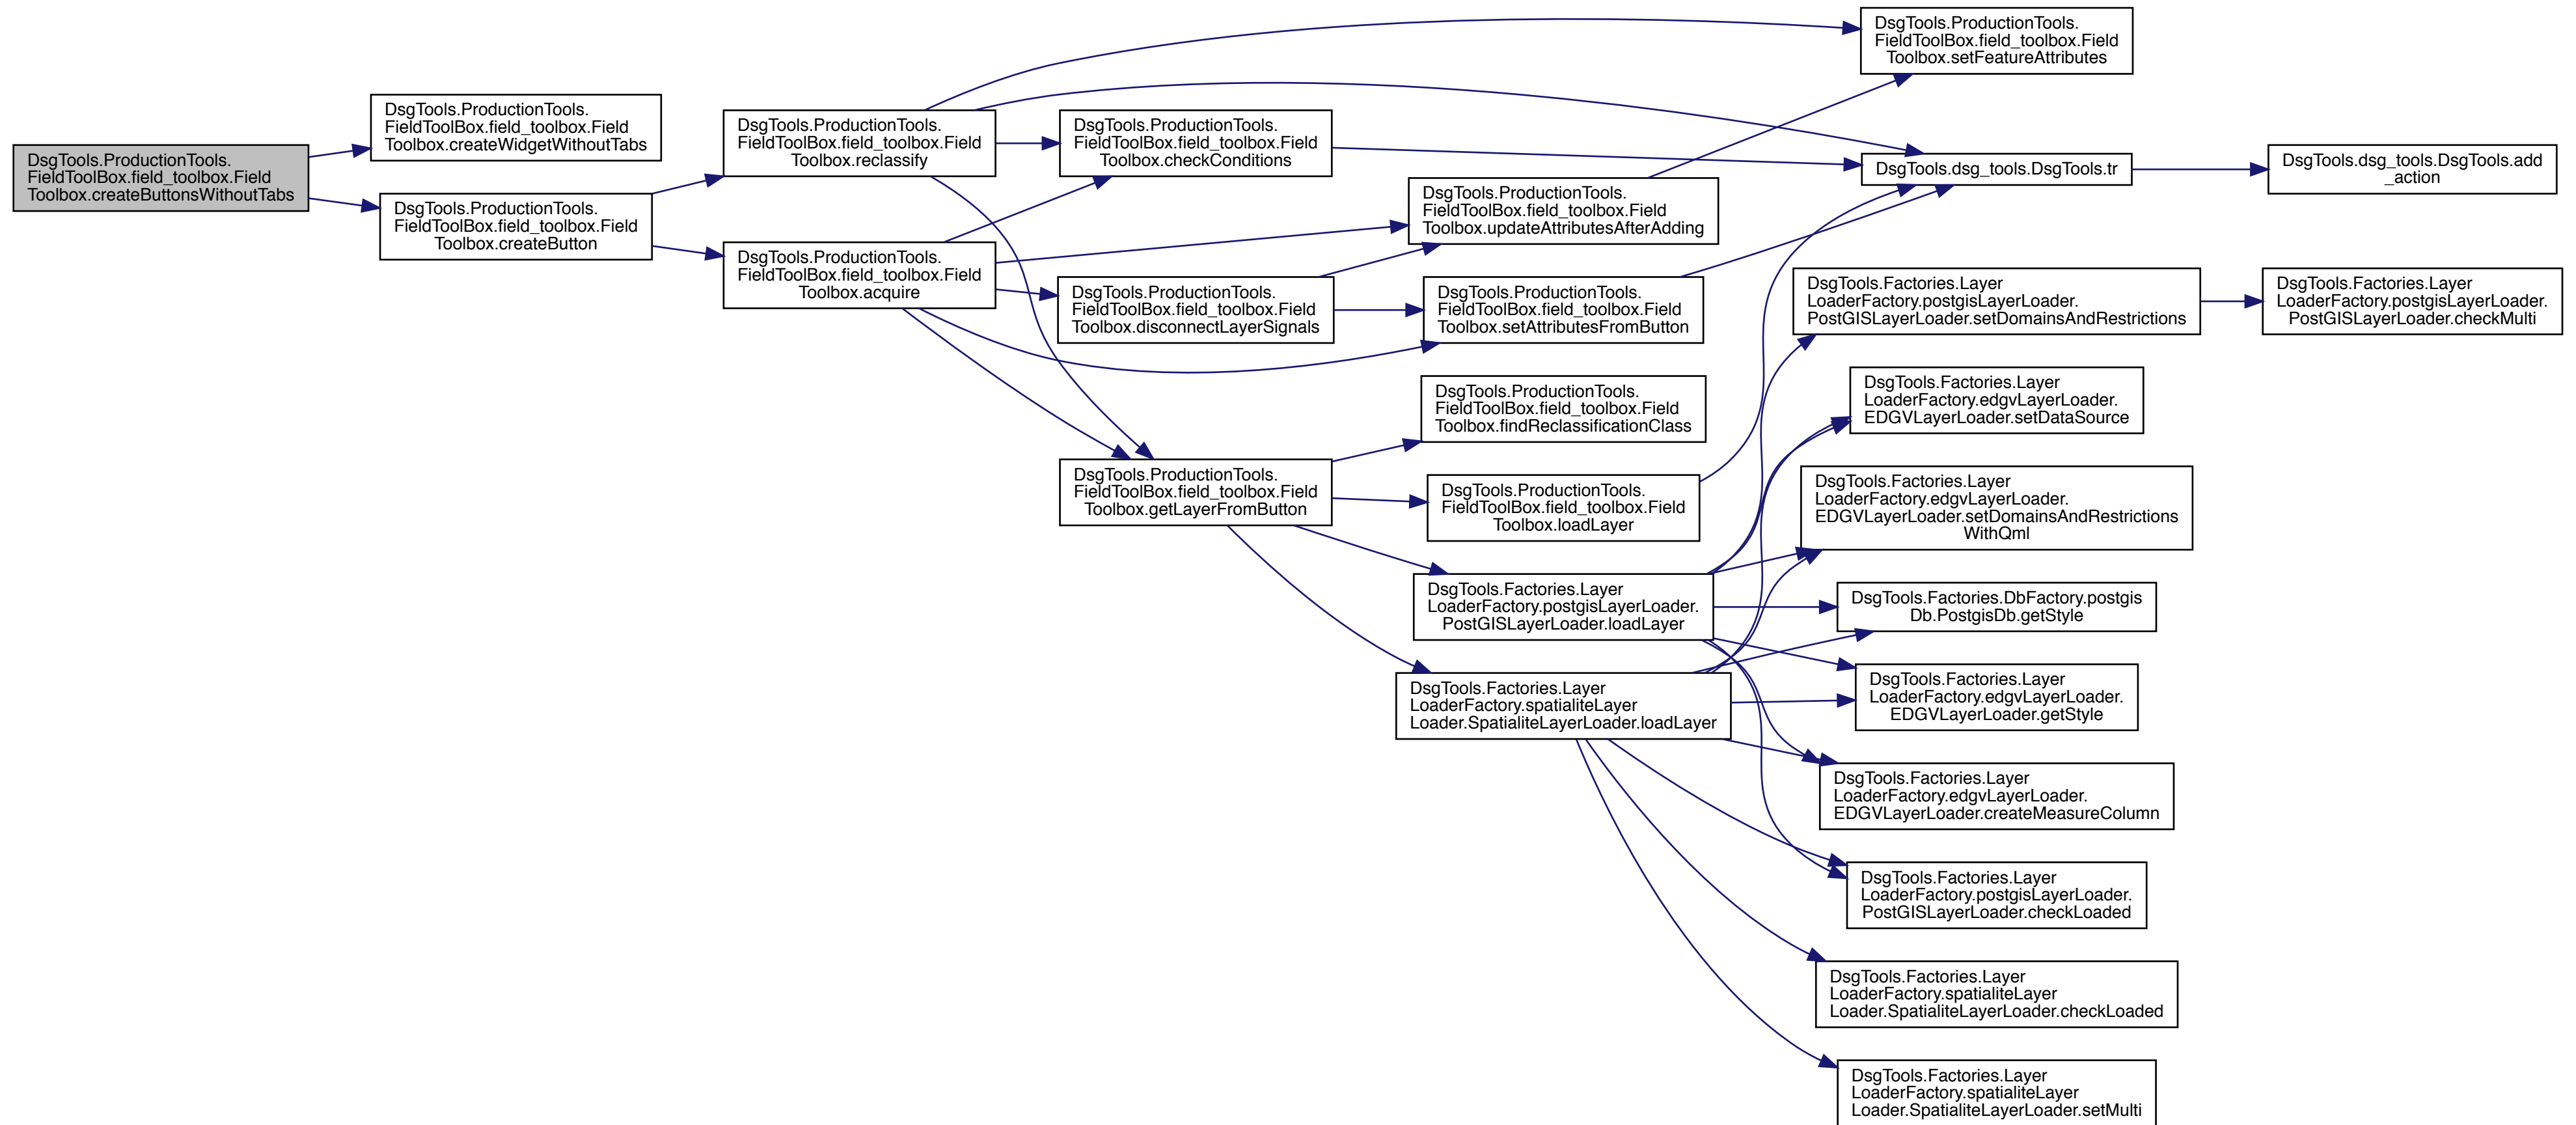 DsgTools.ProductionTools.
FieldToolBox.field_toolbox.Field
Toolbox.createButtonsWithoutTabs
DsgTools.ProductionTools.
FieldToolBox.field_toolbox.Field
Toolbox.createWidgetWithoutTabs
DsgTools.ProductionTools.
FieldToolBox.field_toolbox.Field
Toolbox.createButton
DsgTools.ProductionTools.
FieldToolBox.field_toolbox.Field
Toolbox.reclassify
DsgTools.ProductionTools.
FieldToolBox.field_toolbox.Field
Toolbox.acquire
DsgTools.ProductionTools.
FieldToolBox.field_toolbox.Field
Toolbox.checkConditions
DsgTools.ProductionTools.
FieldToolBox.field_toolbox.Field
Toolbox.disconnectLayerSignals
DsgTools.ProductionTools.
FieldToolBox.field_toolbox.Field
Toolbox.getLayerFromButton
DsgTools.ProductionTools.
FieldToolBox.field_toolbox.Field
Toolbox.updateAttributesAfterAdding
DsgTools.ProductionTools.
FieldToolBox.field_toolbox.Field
Toolbox.setAttributesFromButton
DsgTools.ProductionTools.
FieldToolBox.field_toolbox.Field
Toolbox.findReclassificationClass
DsgTools.ProductionTools.
FieldToolBox.field_toolbox.Field
Toolbox.loadLayer
DsgTools.Factories.Layer
LoaderFactory.postgisLayerLoader.
PostGISLayerLoader.loadLayer
DsgTools.Factories.Layer
LoaderFactory.spatialiteLayer
Loader.SpatialiteLayerLoader.loadLayer
DsgTools.ProductionTools.
FieldToolBox.field_toolbox.Field
Toolbox.setFeatureAttributes
DsgTools.dsg_tools.DsgTools.tr
DsgTools.Factories.Layer
LoaderFactory.postgisLayerLoader.
PostGISLayerLoader.setDomainsAndRestrictions
DsgTools.Factories.Layer
LoaderFactory.edgvLayerLoader.
EDGVLayerLoader.setDataSource
DsgTools.Factories.Layer
LoaderFactory.edgvLayerLoader.
EDGVLayerLoader.setDomainsAndRestrictions
WithQml
DsgTools.Factories.DbFactory.postgis
Db.PostgisDb.getStyle
DsgTools.Factories.Layer
LoaderFactory.edgvLayerLoader.
EDGVLayerLoader.getStyle
DsgTools.Factories.Layer
LoaderFactory.edgvLayerLoader.
EDGVLayerLoader.createMeasureColumn
DsgTools.Factories.Layer
LoaderFactory.postgisLayerLoader.
PostGISLayerLoader.checkLoaded
DsgTools.Factories.Layer
LoaderFactory.spatialiteLayer
Loader.SpatialiteLayerLoader.checkLoaded
DsgTools.Factories.Layer
LoaderFactory.spatialiteLayer
Loader.SpatialiteLayerLoader.setMulti
DsgTools.dsg_tools.DsgTools.add
_action
DsgTools.Factories.Layer
LoaderFactory.postgisLayerLoader.
PostGISLayerLoader.checkMulti